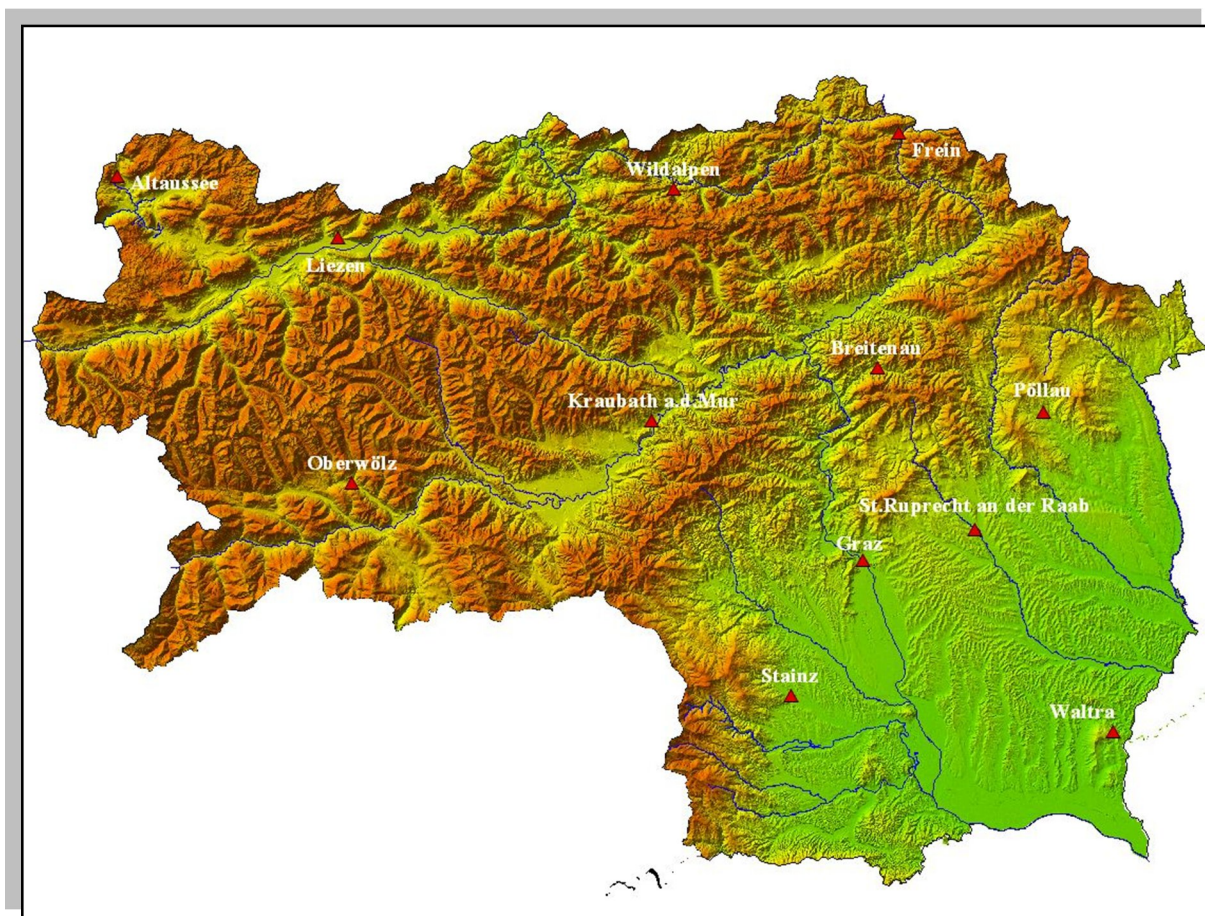 Frein
Wildalpen
Altaussee
Liezen
Breitenau
Pöllau
Kraubath a.d.Mur
Oberwölz
St.Ruprecht an der Raab
Graz
Stainz
Waltra